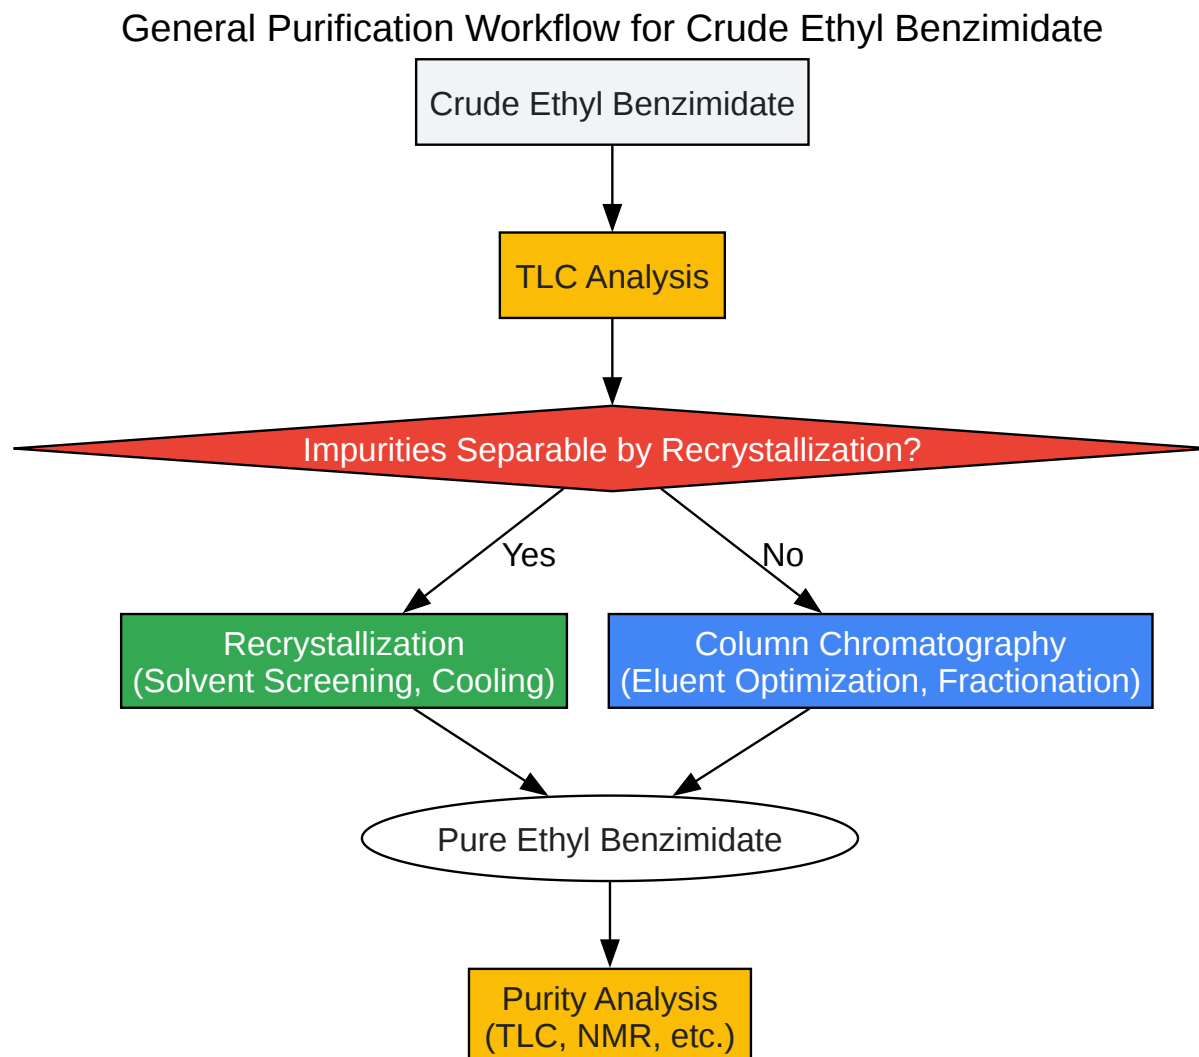 General Purification Workflow for Crude Ethyl Benzimidate
Crude Ethyl Benzimidate
TLC Analysis
Impurities Separable by Recrystallization?
Yes
No
Recrystallization
(Solvent Screening, Cooling)
Column Chromatography
(Eluent Optimization, Fractionation)
Pure Ethyl Benzimidate
Purity Analysis
(TLC, NMR, etc.)